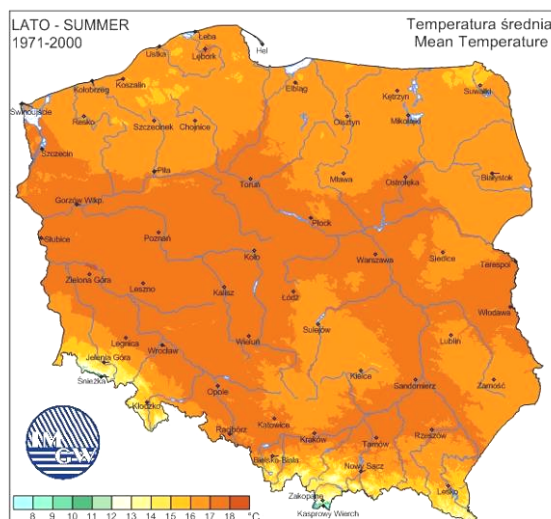 LATO - SUMMER
1971-2000
Temperatura średnia
Mean Temperature
Łeba
Hel
Ustka
Lębork
Koszalin
Kołobrzeg
Elbląg
Kętrzyn
Suwałki
Świnoujście
Resko
Szczecinek
Chojnice
Olsztyn
Mikołajki
Szczecin
Piła
Toruń
Mława
Ostrołęka
Białystok
Gorzów Wlkp.
Płock
Słubice
Poznań
Koło
Warszawa
Siedlce
Terespol
Zielona Góra
Leszno
Kalisz
Łódź
Włodawa
Sulejów
Legnica
Wrocław
Wieluń
Lublin
Jelenia Góra
Śnieżka
Kielce
Sandomierz
Zamość
Opole
Kłodzko
Katowice
Racibórz
Kraków
Tarnów
Rzeszów
Bielsko-Biała
Nowy Sącz
Lesko
Zakopane
Kasprowy Wierch
IM
GW
8 9 10 11 12 13 14 15 16 17 18 °C